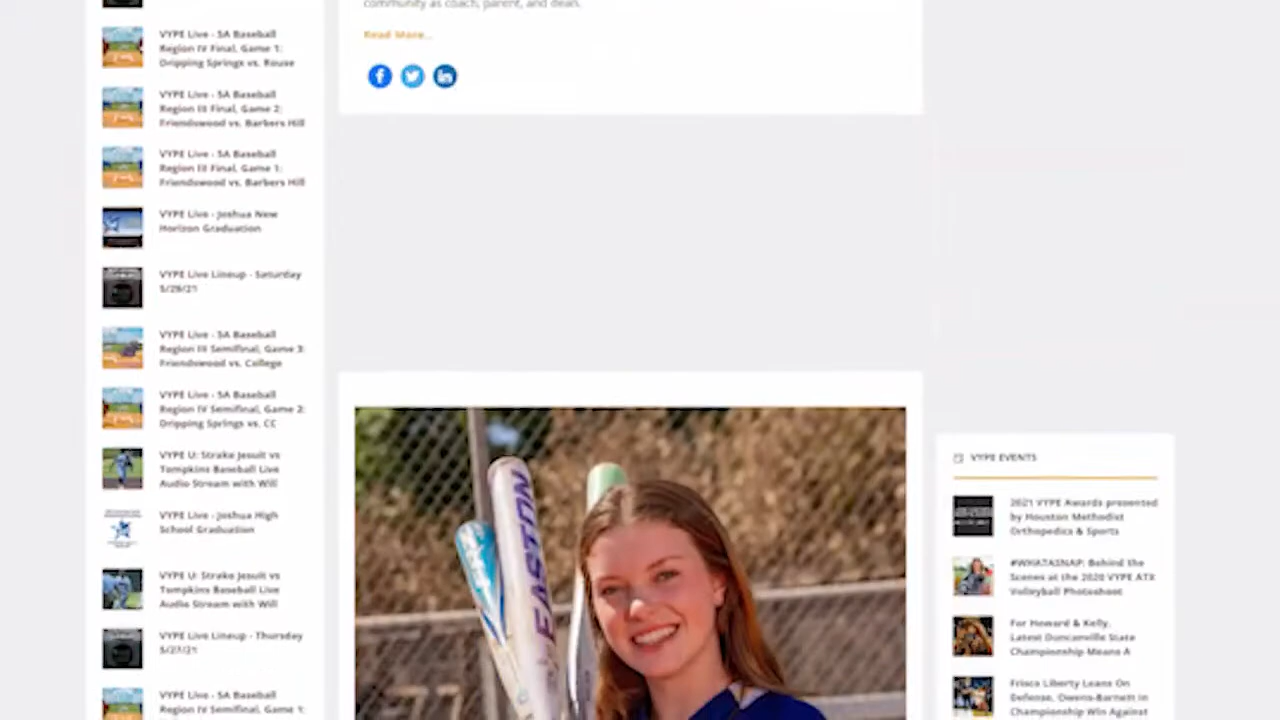 community as coach, parent, and dean.
Read More...
VYPE Live - 5A Baseball
Region IV Final, Game 1:
Dripping Springs vs. Rouse
VYPE Live - 5A Baseball
Region III Final, Game 2:
Friendswood vs. Barbers Hill
VYPE Live - 5A Baseball
Region III Final, Game 1:
Friendswood vs. Barbers Hill
VYPE Live - Joshua New
Horizon Graduation
VYPE Live Lineup - Saturday
VYPE Live - 5A Baseball
Region III Semifinal, Game 3:
Friendswood vs. College
VYPE Live - 5A Baseball
Region IV Semifinal, Game 2:
Dripping Springs vs. CC
VYPE U: Strake Jesuit vs
Tompkins Baseball Live
Audio Stream with Will
VYPE Live - Joshua High
School Graduation
VYPE U: Strake Jesuit vs
Tompkins Baseball Live
Audio Stream with Will
VYPE Live Lineup - Thursday
5/27/21
VYPE Live - 5A Baseball
Region IV Semifinal, Game 1:
EASTON
VYPE EVENTS
2021 VYPE Awards presented
by Houston Methodist
Orthopedics & Sports
#WHATASNAP: Behind the
Scenes at the 2020 VYPE ATX
Volleyball Photoshoot
For Howard & Kelly,
Latest Duncanville State
Championship Means A
Frisco Liberty Leans On
Defense, Owens-Barnett in
Championship Win Against